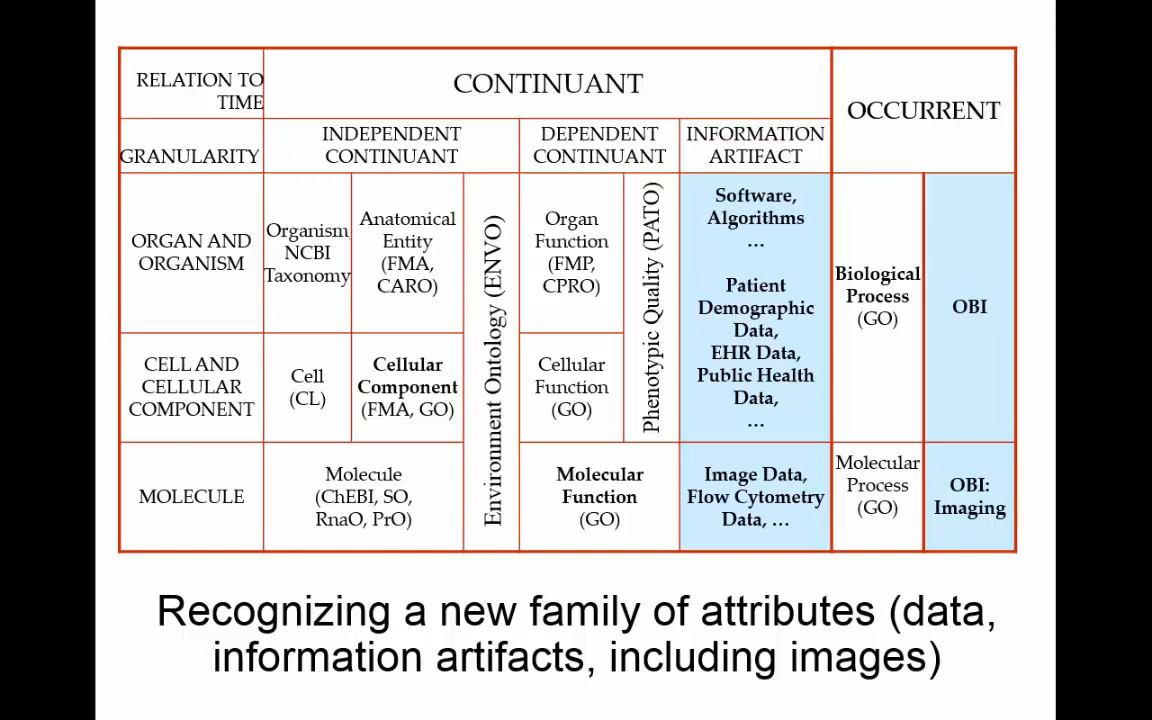 RELATION TO
TIME
CONTINUANT
OCCURRENT
GRANULARITY
INDEPENDENT
CONTINUANT
DEPENDENT
CONTINUANT
INFORMATION
ARTIFACT
ORGAN AND
ORGANISM
Organism
NCBI
Taxonomy
Anatomical
Entity
(FMA,
CARO)
Environment Ontology (ENVO)
Organ
Function
(FMP,
CPRO)
Phenotypic Quality (PATO)
Software,
Algorithms
…
Patient
Demographic
Data,
EHR Data,
Public Health
Data,
…
Biological
Process
(GO)
OBI
CELL AND
CELLULAR
COMPONENT
Cell
(CL)
Cellular
Component
(FMA, GO)
Cellular
Function
(GO)
MOLECULE
Molecule
(ChEBI, SO,
RnaO, PrO)
Molecular
Function
(GO)
Image Data,
Flow Cytometry
Data, …
Molecular
Process
(GO)
OBI:
Imaging
Recognizing a new family of attributes (data,
information artifacts, including images)